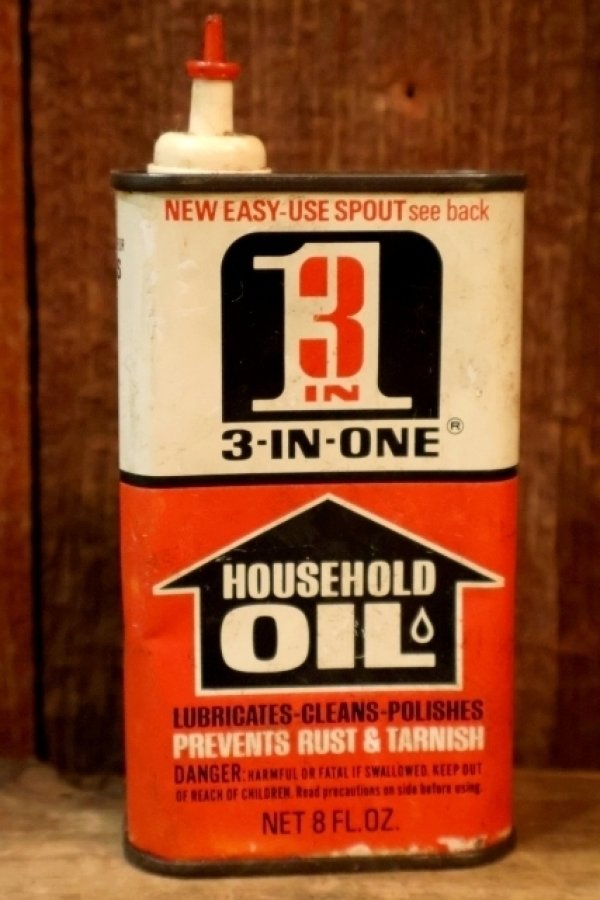 NEW EASY-USE SPOUT see back
1
3
IN
3-IN-ONE®
HOUSEHOLD
OIL
LUBRICATES-CLEANS-POLISHES
PREVENTS RUST & TARNISH
DANGER: HARMFUL OR FATAL IF SWALLOWED. KEEP OUT
OF REACH OF CHILDREN. Read precautions on side before using.
NET 8 FL. OZ.